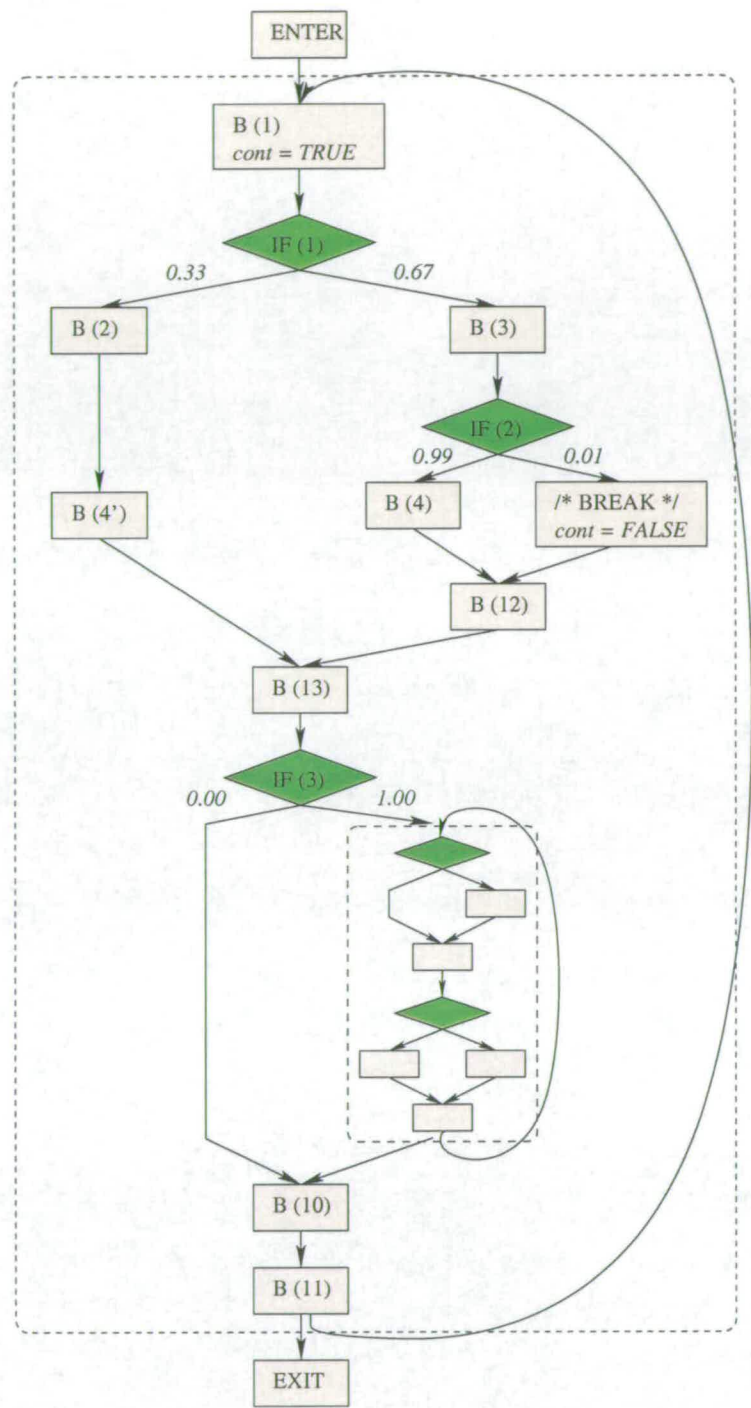 ENTER
B (1)
cont = TRUE
IF (1)
0.33
0.67
B (2)
B (3)
IF (2)
0.99
0.01
B (4')
B (4)
/* BREAK */
cont = FALSE
B (12)
B (13)
IF (3)
0.00
1.00
B (10)
B (11)
EXIT